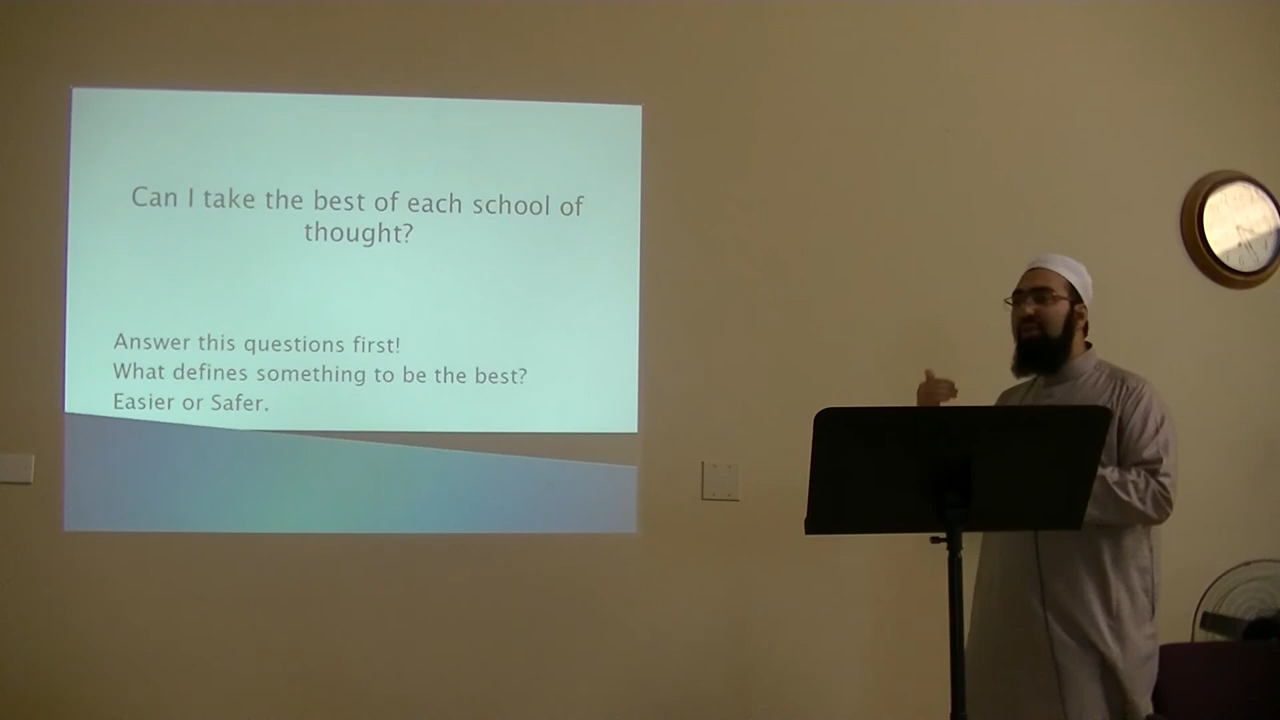 Can I take the best of each school of
thought?
Answer this questions first!
What defines something to be the best?
Easier or Safer.